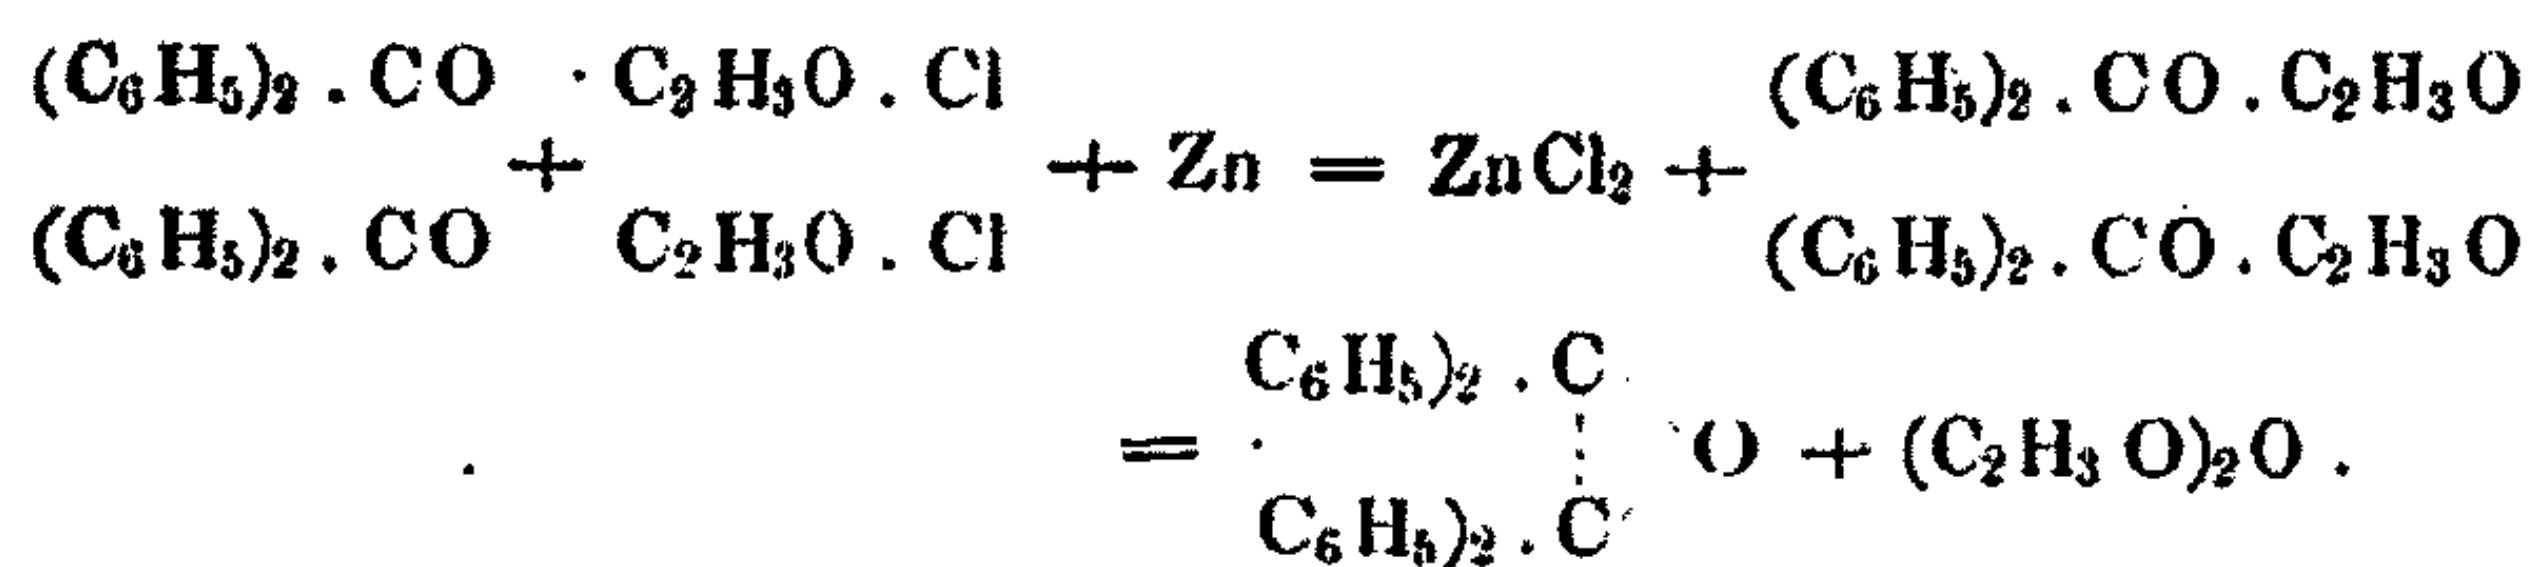 (C₆H₅)₂ . CO · C₂H₃O . Cl (C₆H₅)₂ . CO . C₂H₃O
+ + Zn = ZnCl₂ +
(C₆H₅)₂ . CO C₂H₃O . Cl (C₆H₅)₂ . CO . C₂H₃O
C₆H₅)₂ . C
= O + (C₂H₃O)₂O .
C₆H₅)₂ . C